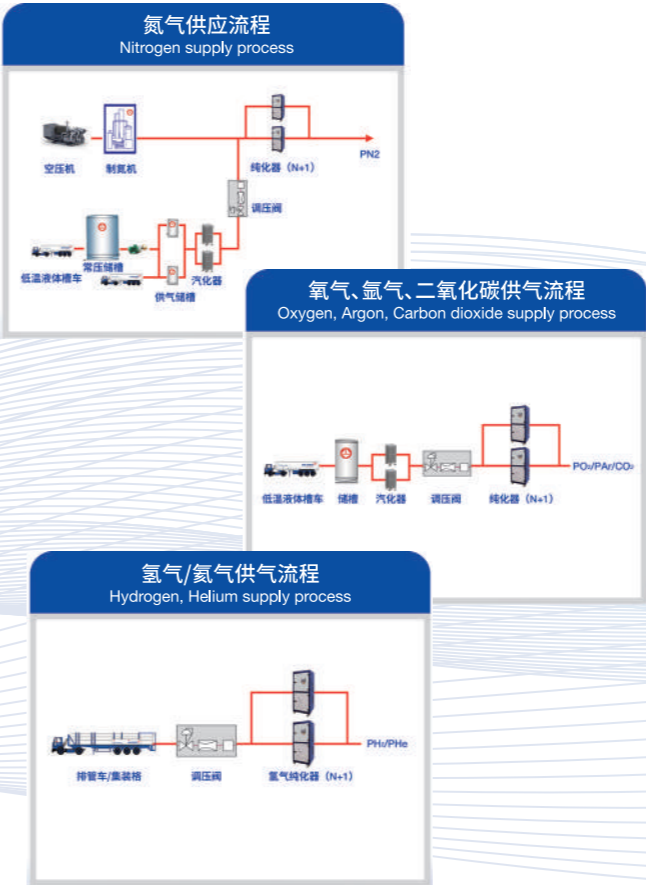 氮气供应流程
Nitrogen supply process
空压机
制氮机
纯化器（N+1）
PN2
调压阀
低温液体槽车
常压储槽
供气储槽
汽化器
氧气、氩气、二氧化碳供气流程
Oxygen, Argon, Carbon dioxide supply process
低温液体槽车
储槽
汽化器
调压阀
纯化器（N+1）
PO₂/PAr/CO₂
氢气/氦气供气流程
Hydrogen, Helium supply process
排管车/集装格
调压阀
氢气纯化器（N+1）
PH₂/PHe